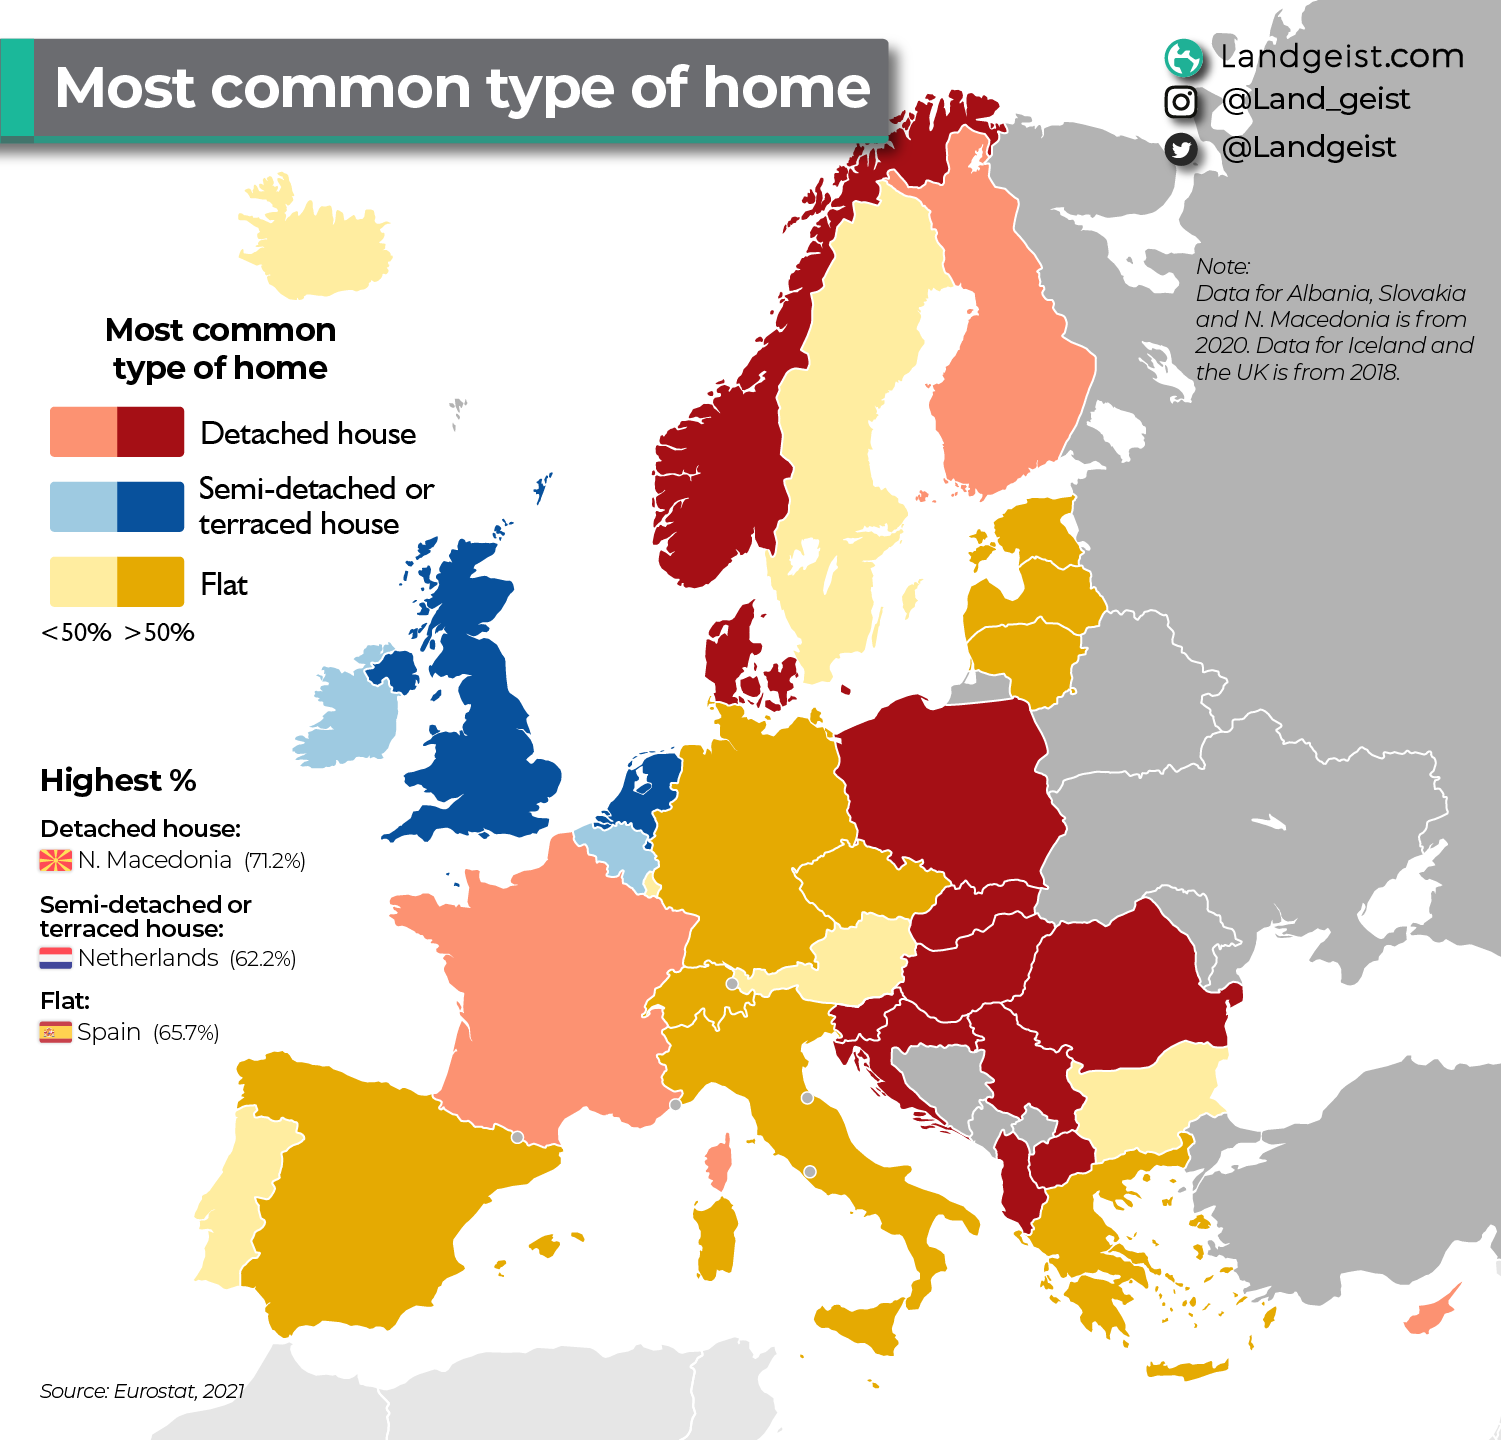 Most common type of home
Landgeist.com
@Land_geist
@Landgeist
Note:
Data for Albania, Slovakia
and N. Macedonia is from
2020. Data for Iceland and
the UK is from 2018.
Most common
type of home
Detached house
Semi-detached or
terraced house
Flat
<50% >50%
Highest %
Detached house:
N. Macedonia (71.2%)
Semi-detached or
terraced house:
Netherlands (62.2%)
Flat:
Spain (65.7%)
Source: Eurostat, 2021